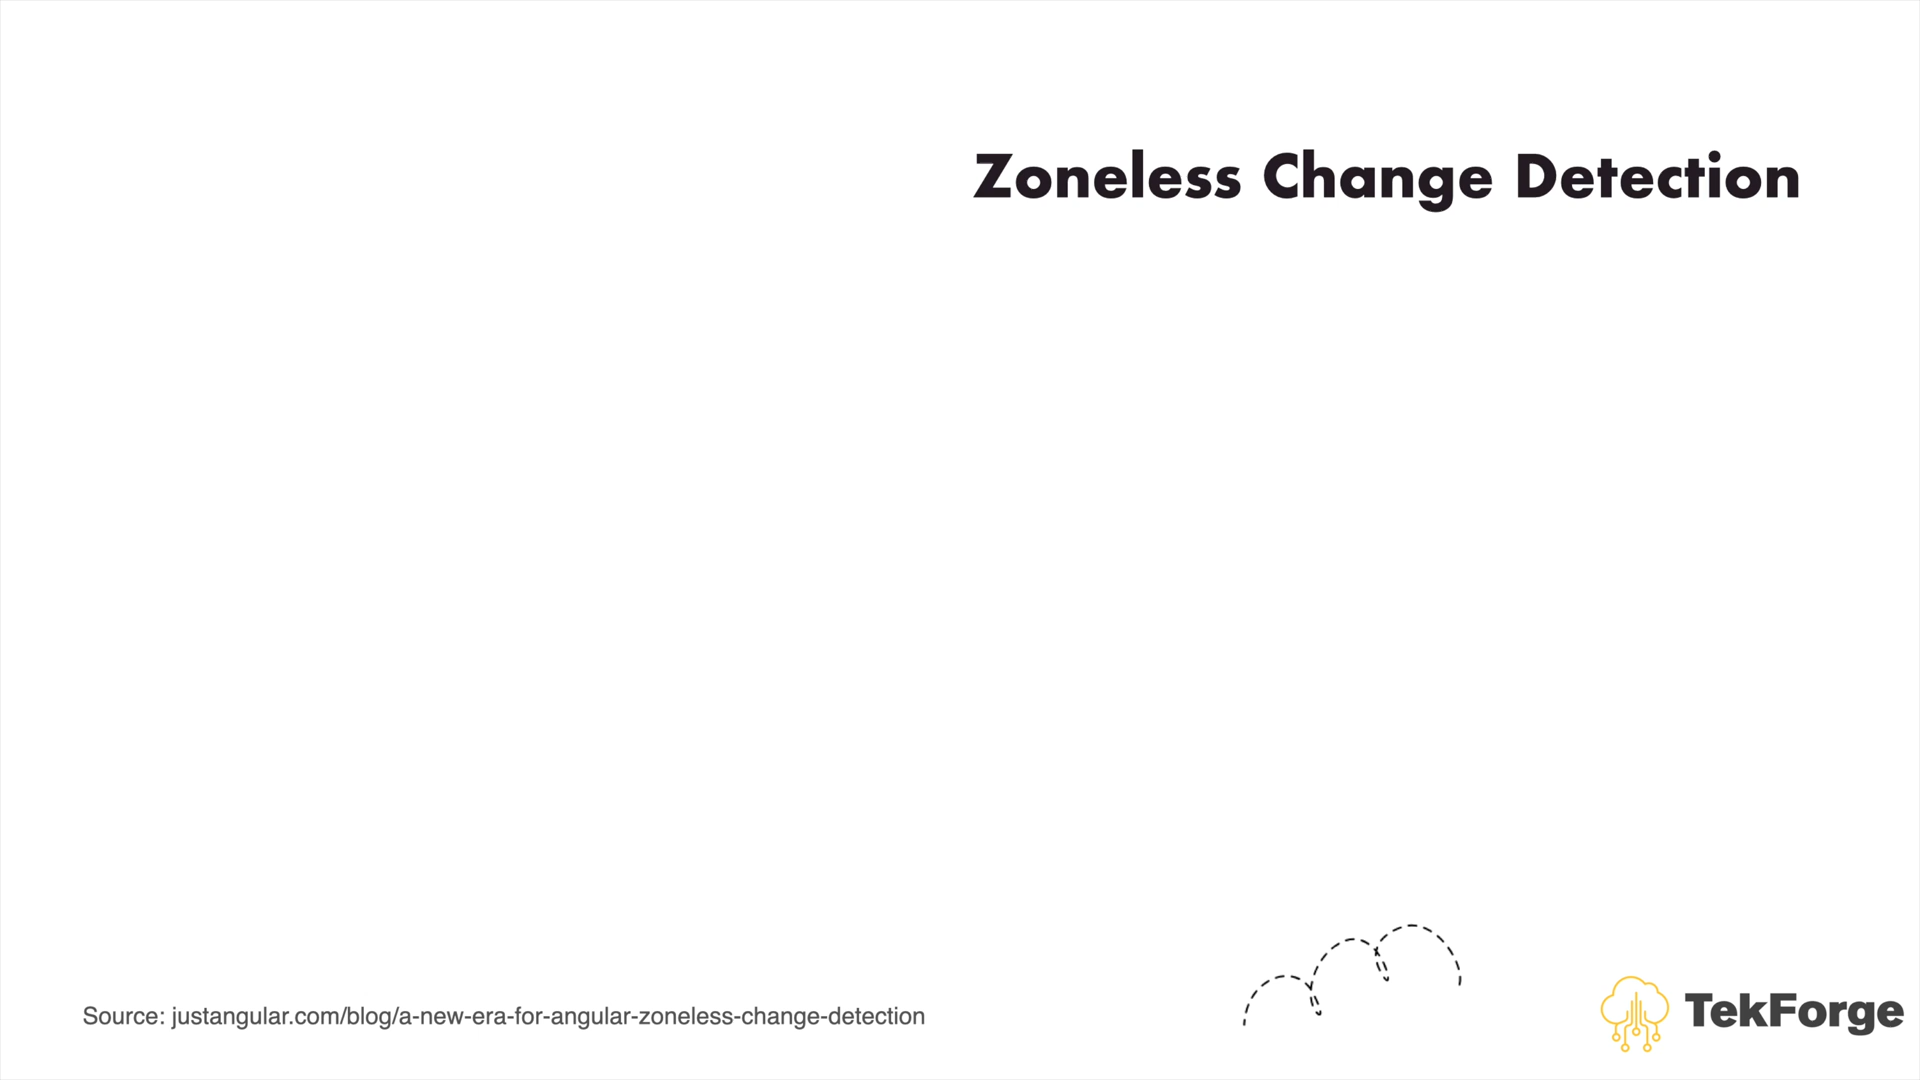 Zoneless Change Detection
Source: justangular.com/blog/a-new-era-for-angular-zoneless-change-detection
TekForge